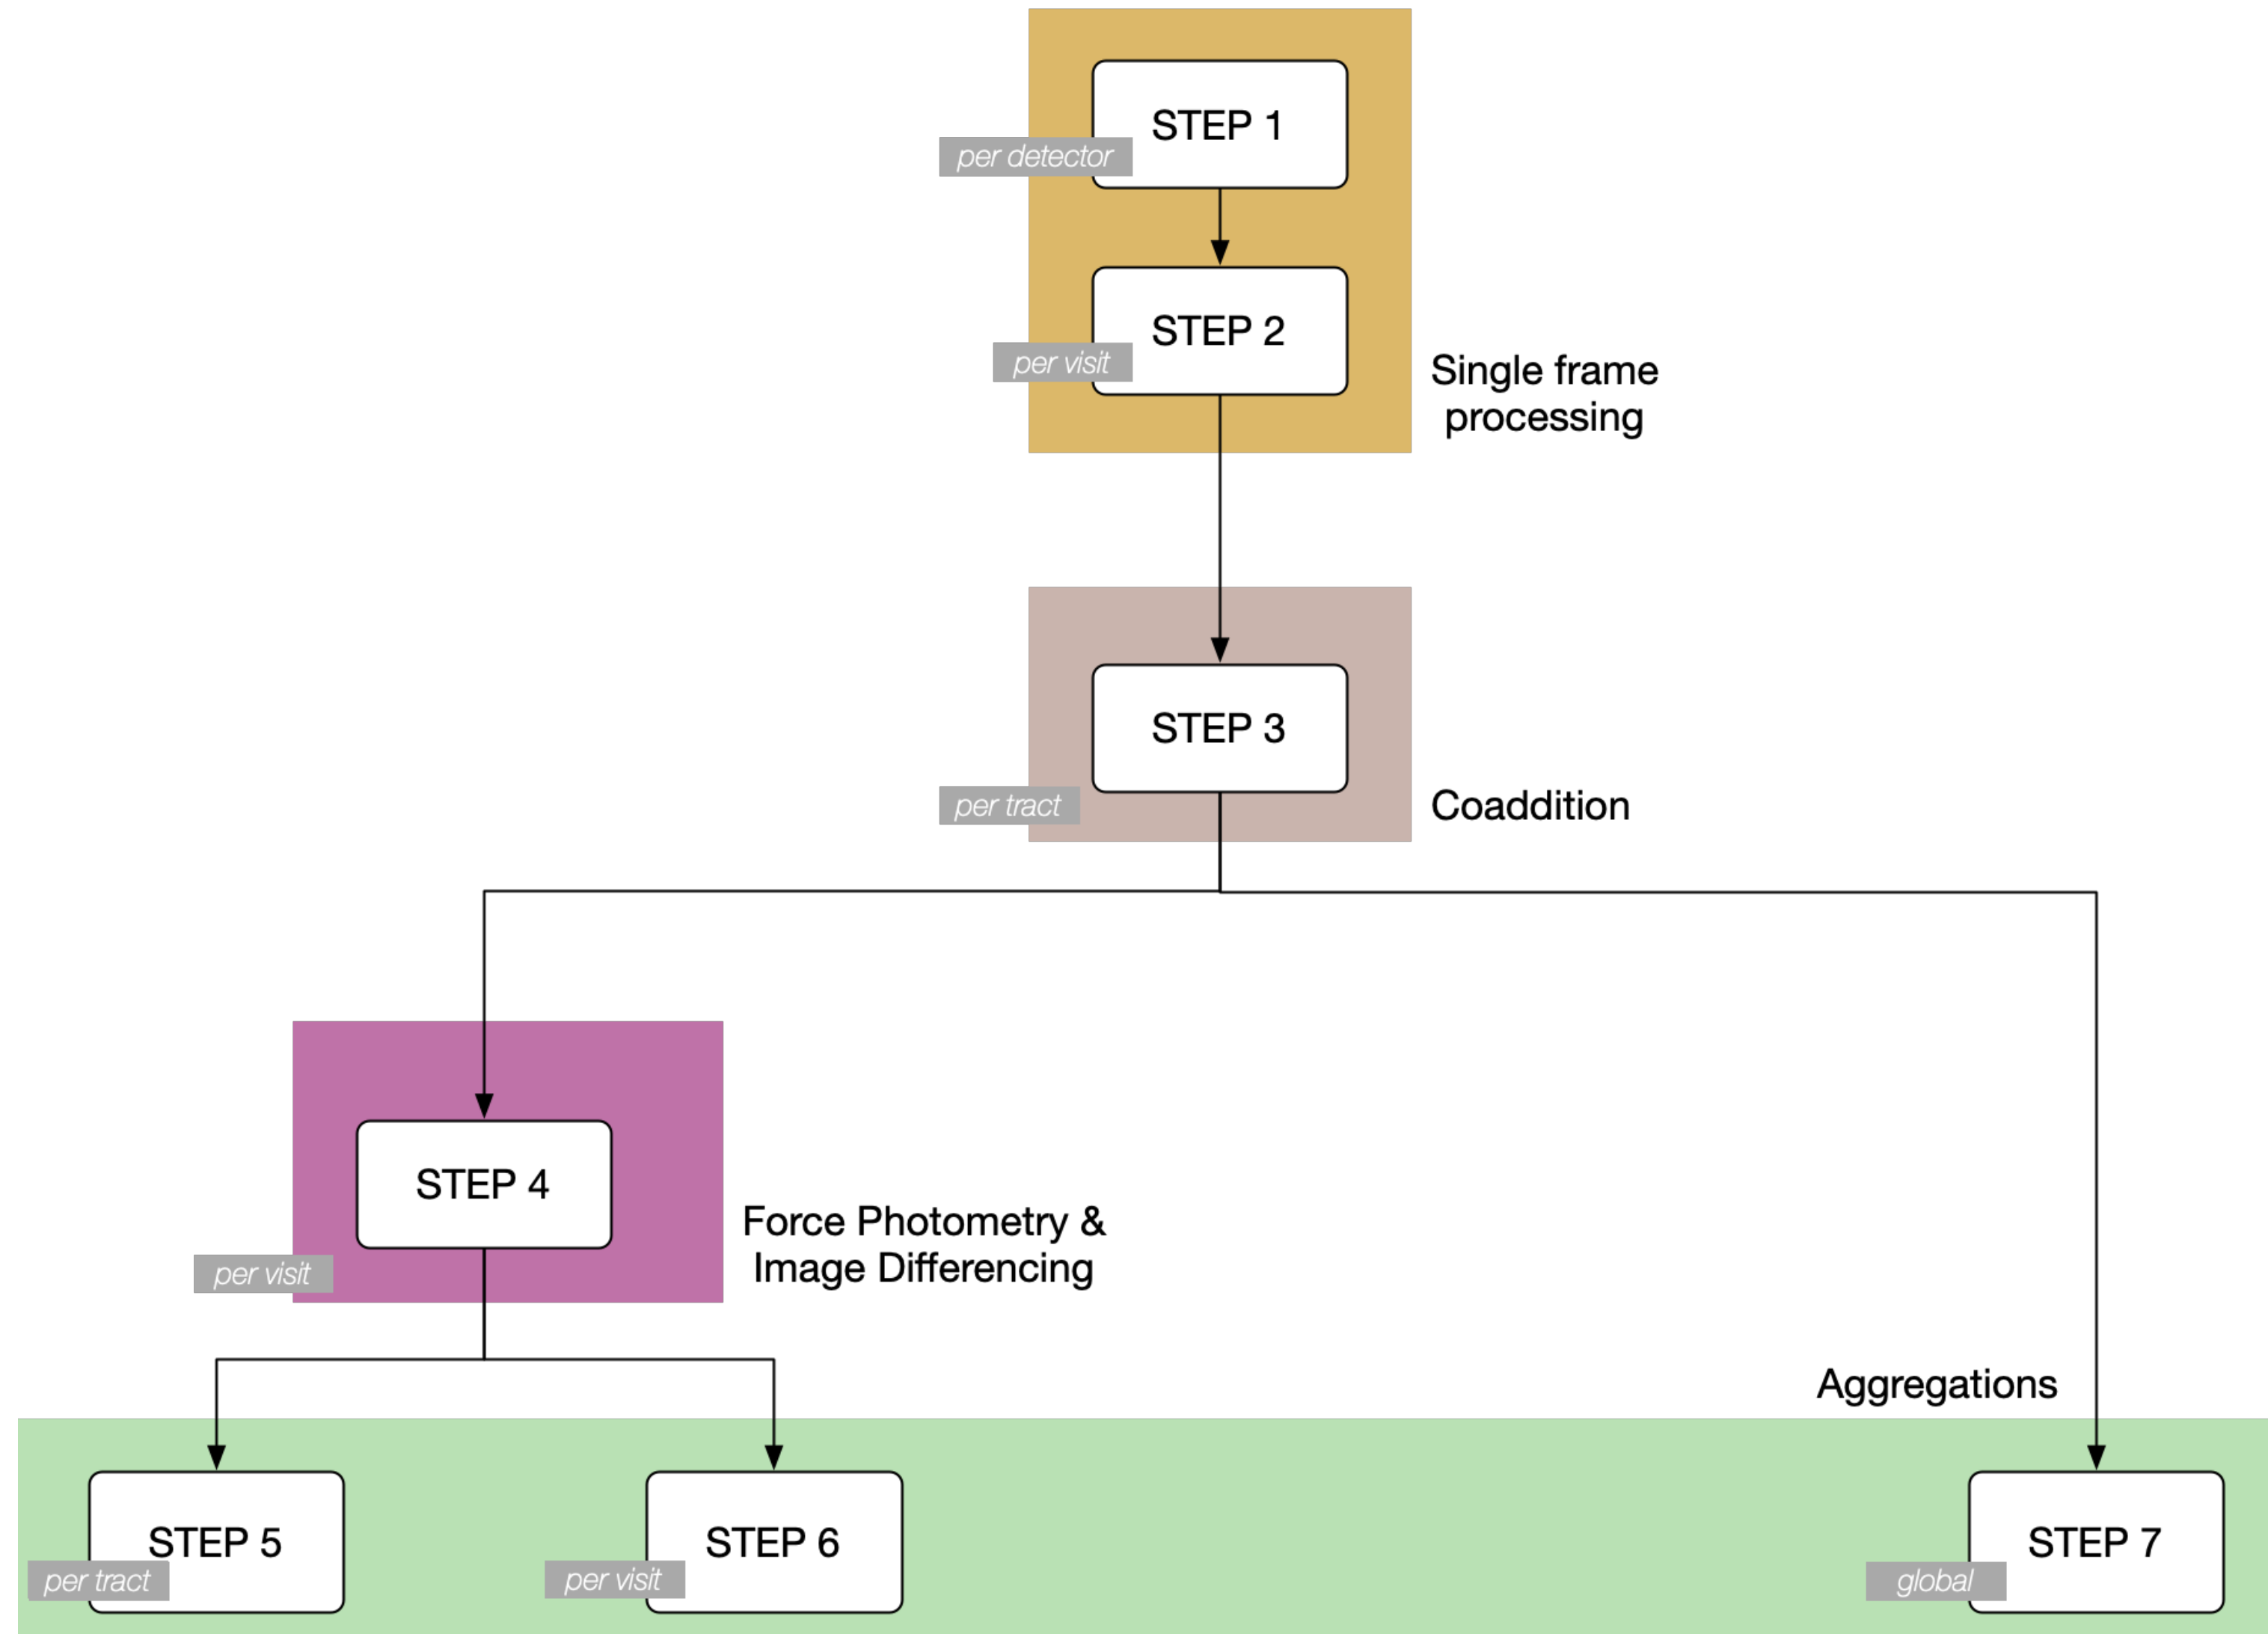 STEP 1
per detector
STEP 2
per visit
Single frame
processing
STEP 3
per tract
Coaddition
STEP 4
per visit
Force Photometry &
Image Differencing
Aggregations
STEP 5
per tract
STEP 6
per visit
STEP 7
global